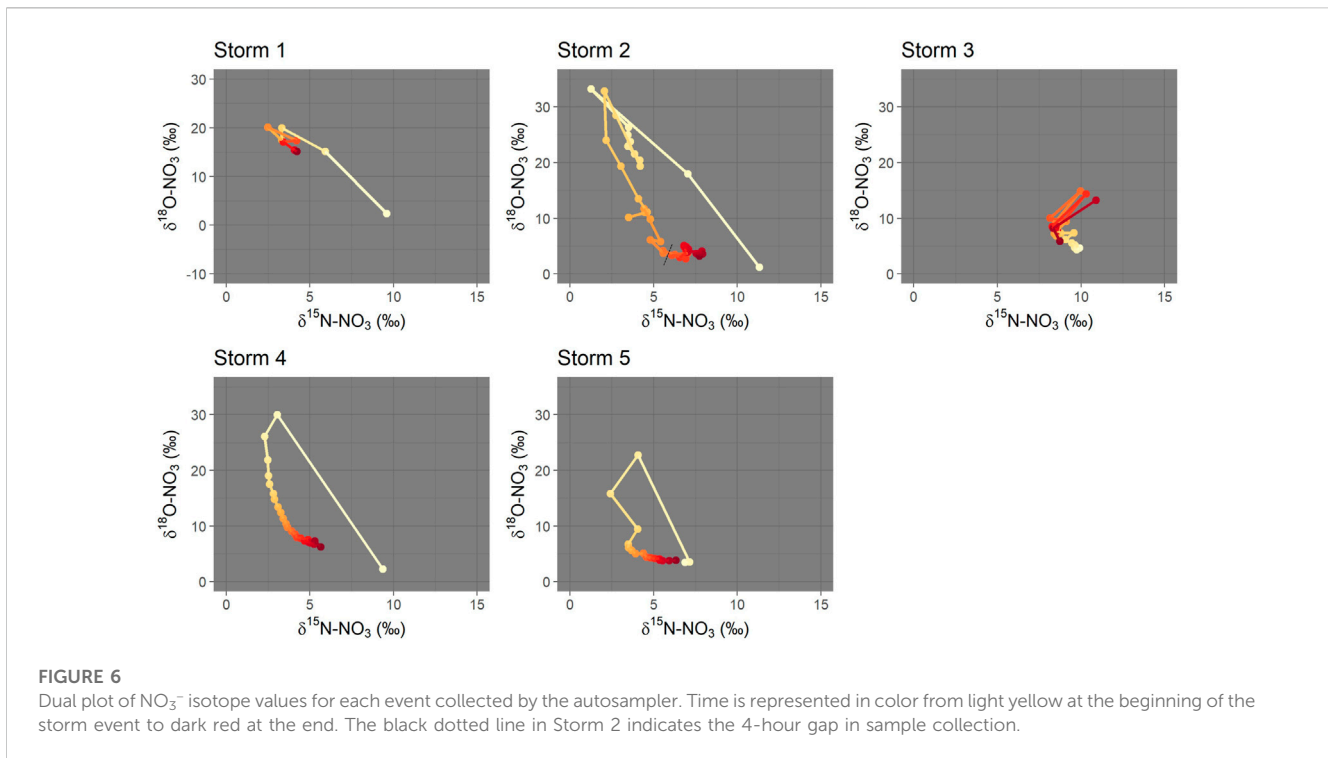 Storm 1
Storm 2
Storm 3
30
20
10
0
-10
δ18O-NO3 (‰)
0
5
10
15
δ15N-NO3 (‰)
30
20
10
0
δ18O-NO3 (‰)
0
5
10
15
δ15N-NO3 (‰)
30
20
10
0
δ18O-NO3 (‰)
0
5
10
15
δ15N-NO3 (‰)
Storm 4
Storm 5
30
20
10
0
δ18O-NO3 (‰)
0
5
10
15
δ15N-NO3 (‰)
30
20
10
0
δ18O-NO3 (‰)
0
5
10
15
δ15N-NO3 (‰)
FIGURE 6
Dual plot of NO3− isotope values for each event collected by the autosampler. Time is represented in color from light yellow at the beginning of the
storm event to dark red at the end. The black dotted line in Storm 2 indicates the 4-hour gap in sample collection.